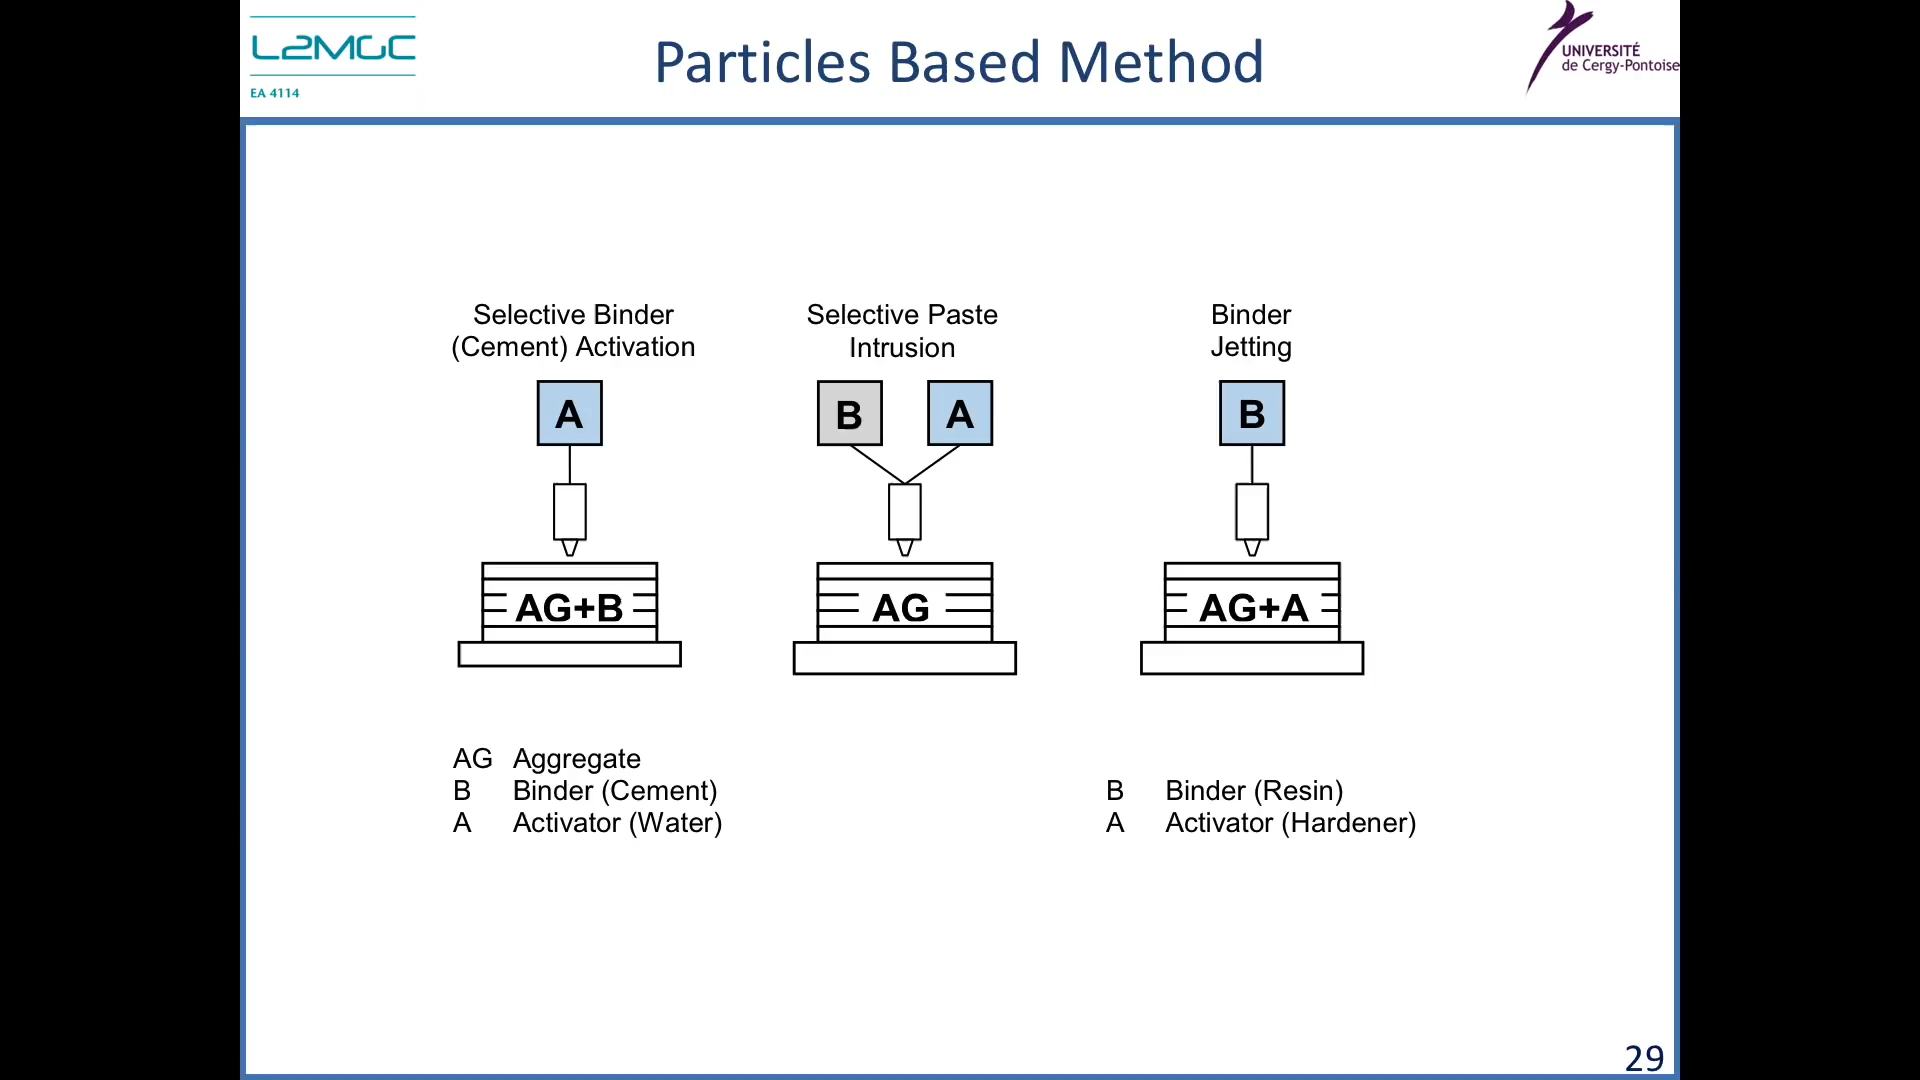 L2MGC
EA 4114
Particles Based Method
UNIVERSITÉ
de Cergy-Pontoise
Selective Binder
(Cement) Activation
A
AG+B
Selective Paste
Intrusion
B A
AG
Binder
Jetting
B
AG+A
AG Aggregate
B Binder (Cement)
A Activator (Water)
B Binder (Resin)
A Activator (Hardener)
29